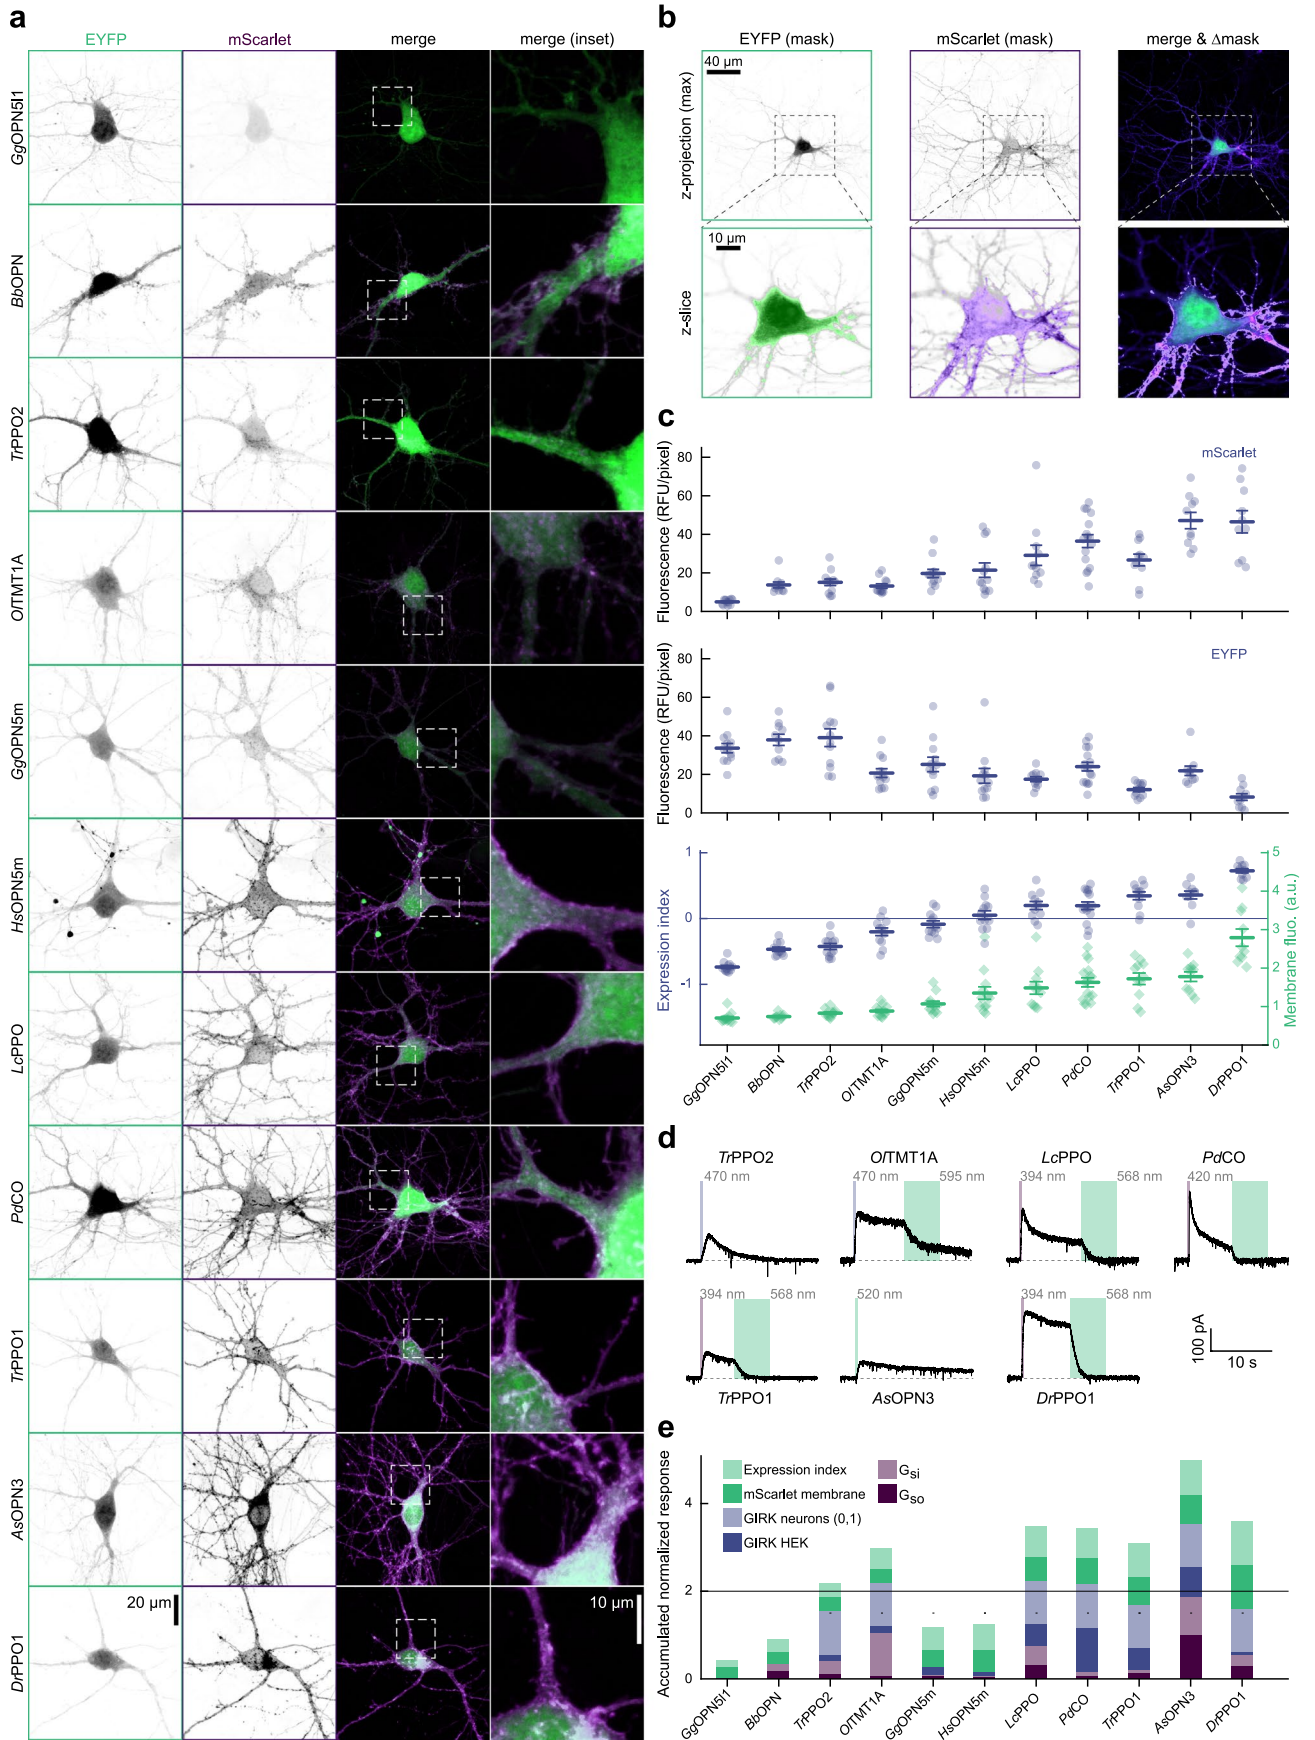 a
EYFP
mScarlet
merge
merge (inset)
GgOPN5l1
BbOPN
TrPPO2
OlTMT1A
GgOPN5m
HsOPN5m
LcPPO
PdCO
TrPPO1
AsOPN3
DrPPO1
20 µm
10 µm
b
EYFP (mask)
mScarlet (mask)
merge & Δmask
z-projection (max)
40 µm
z-slice
10 µm
c
Fluorescence (RFU/pixel)
80
60
40
20
0
mScarlet
Fluorescence (RFU/pixel)
80
60
40
20
0
EYFP
Expression index
1
0
-1
Membrane fluo. (a.u.)
5
4
3
2
1
0
GgOPN5l1
BbOPN
TrPPO2
OlTMT1A
GgOPN5m
HsOPN5m
LcPPO
PdCO
TrPPO1
AsOPN3
DrPPO1
d
TrPPO2
470 nm
OlTMT1A
470 nm
595 nm
LcPPO
394 nm
568 nm
PdCO
420 nm
394 nm
568 nm
TrPPO1
520 nm
AsOPN3
394 nm
568 nm
DrPPO1
100 pA
10 s
e
Accumulated normalized response
4
2
0
Expression index
mScarlet membrane
GIRK neurons (0,1)
GIRK HEK
Gsi
Gso
GgOPN5l1
BbOPN
TrPPO2
OlTMT1A
GgOPN5m
HsOPN5m
LcPPO
PdCO
TrPPO1
AsOPN3
DrPPO1